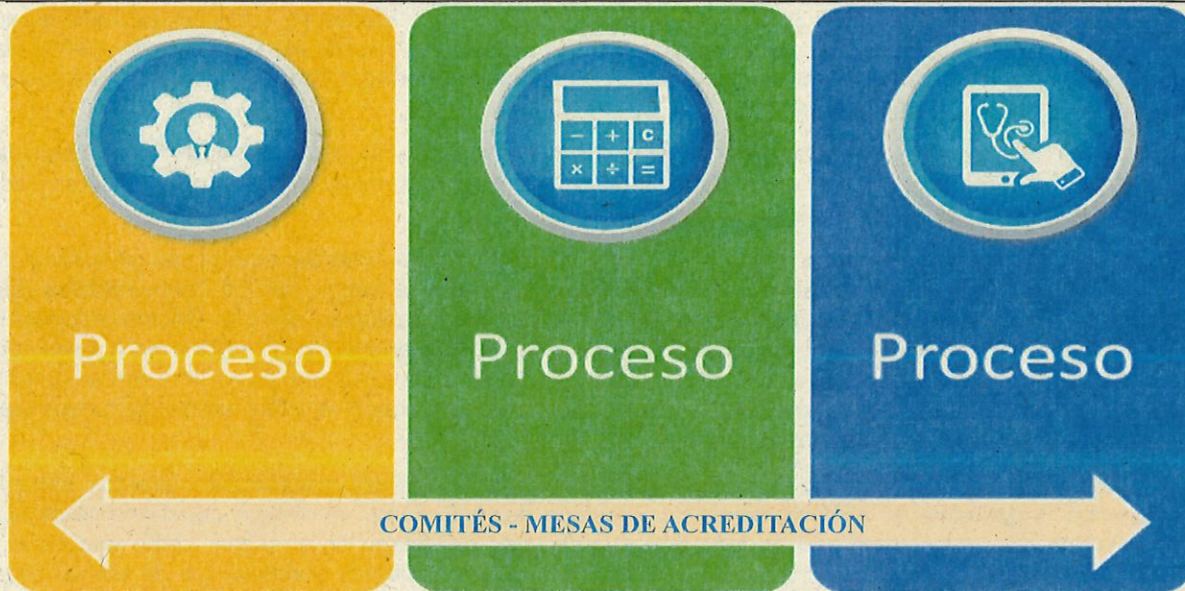 − + C
× ÷ =
Proceso Proceso Proceso
COMITÉS - MESAS DE ACREDITACIÓN